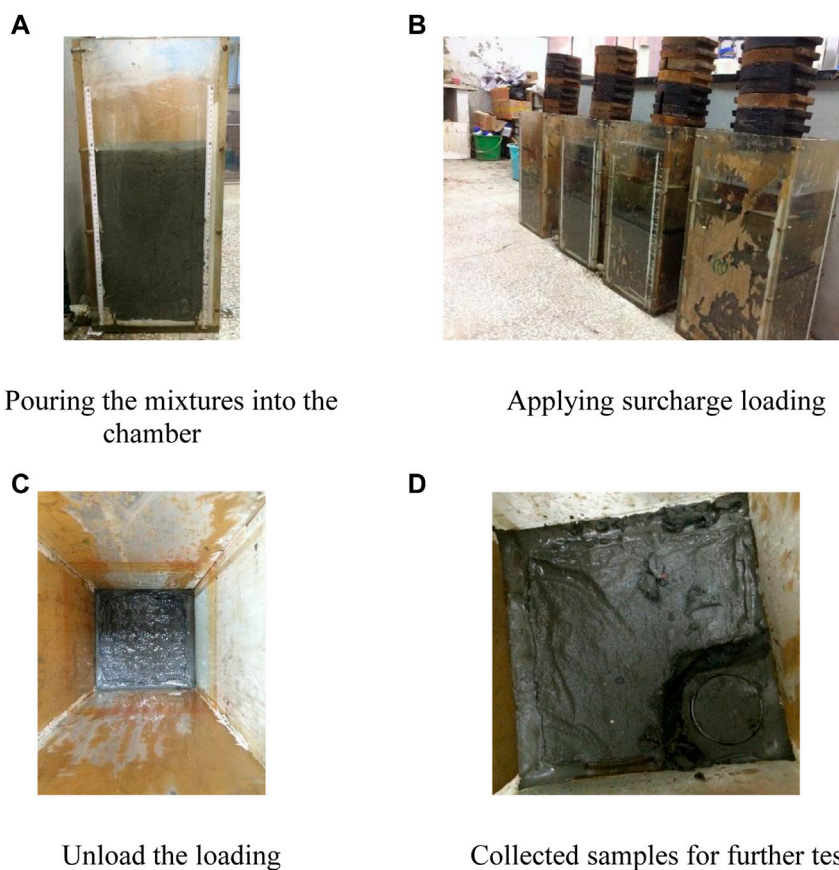 A
B
Pouring the mixtures into the
chamber
Applying surcharge loading
C
D
Unload the loading
Collected samples for further tes